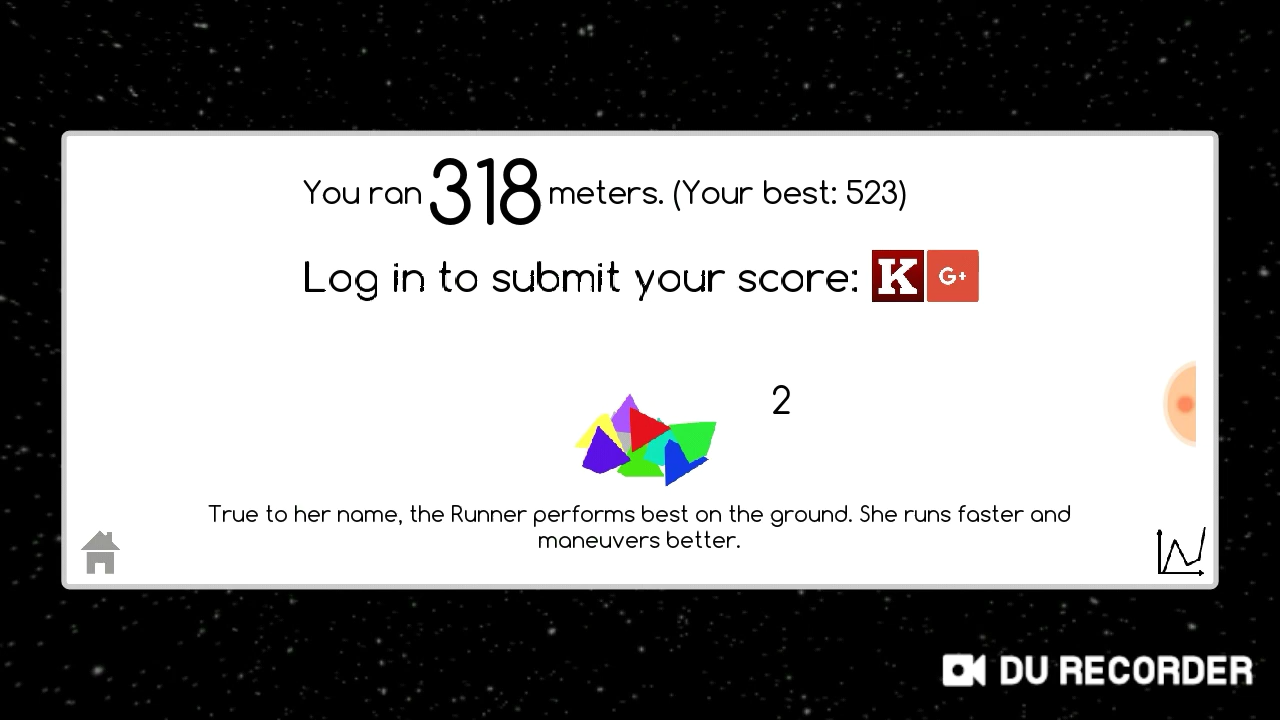 You ran 318 meters. (Your best: 523)
Log in to submit your score: K G+
2
True to her name, the Runner performs best on the ground. She runs faster and
maneuvers better.
DU RECORDER